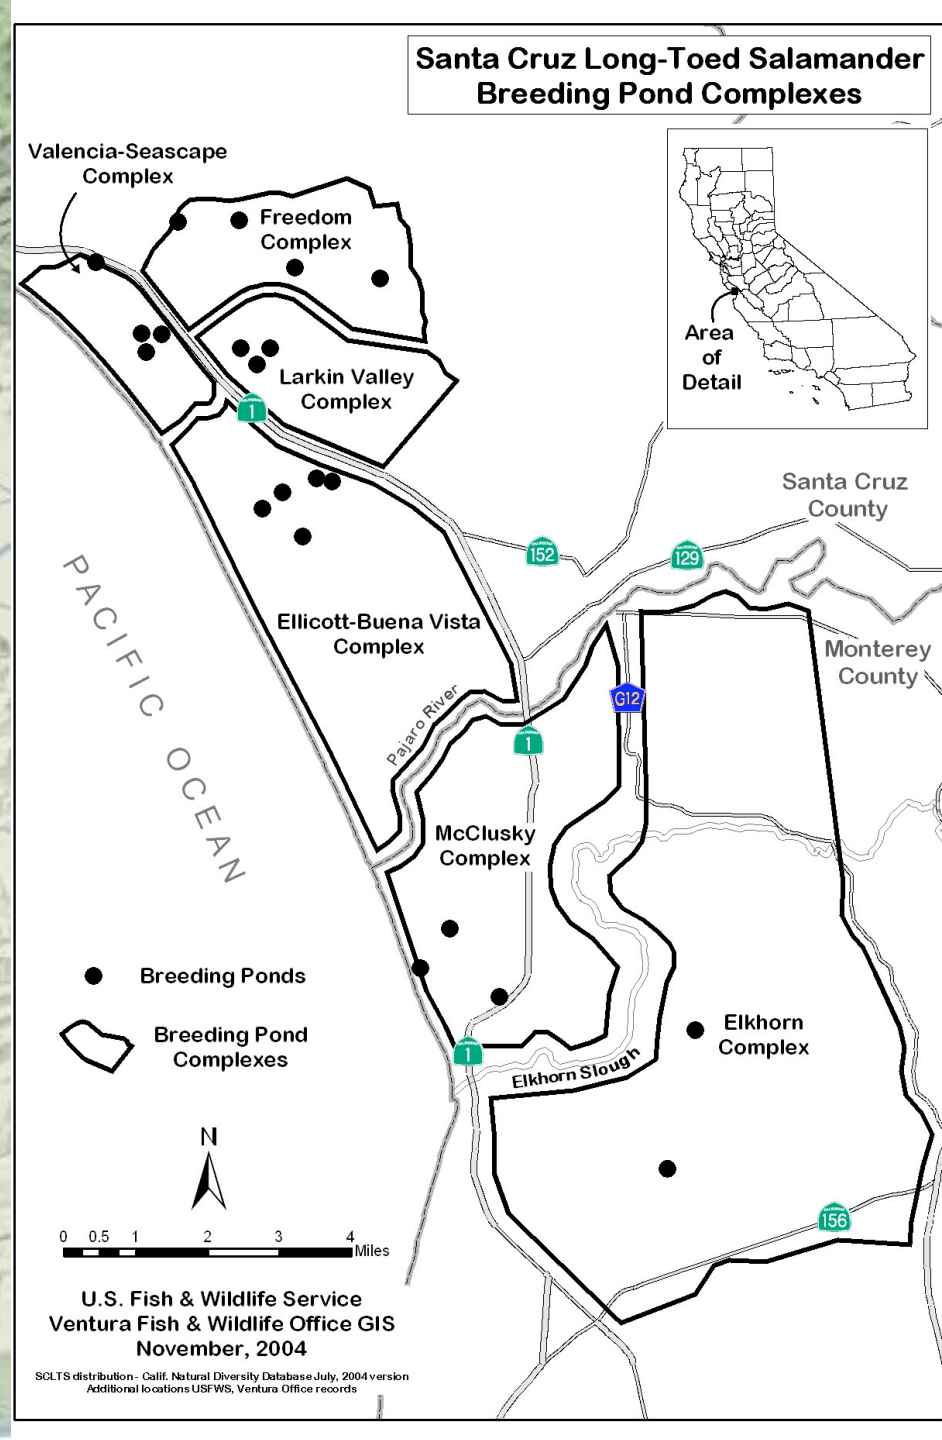 Santa Cruz Long-Toed Salamander
Breeding Pond Complexes
Valencia-Seascape
Complex
Freedom
Complex
Area
of
Detail
Larkin Valley
Complex
1
Santa Cruz
County
152
129
Ellicott-Buena Vista
Complex
Monterey
County
PACIFIC OCEAN
Pajaro River
G12
1
McClusky
Complex
Breeding Ponds
Breeding Pond
Complexes
Elkhorn
Complex
1
Elkhorn Slough
N
156
0 0.5 1 2 3 4
Miles
U.S. Fish & Wildlife Service
Ventura Fish & Wildlife Office GIS
November, 2004
SCLTS distribution - Calif. Natural Diversity Database July, 2004 version
Additional locations USFWS, Ventura Office records